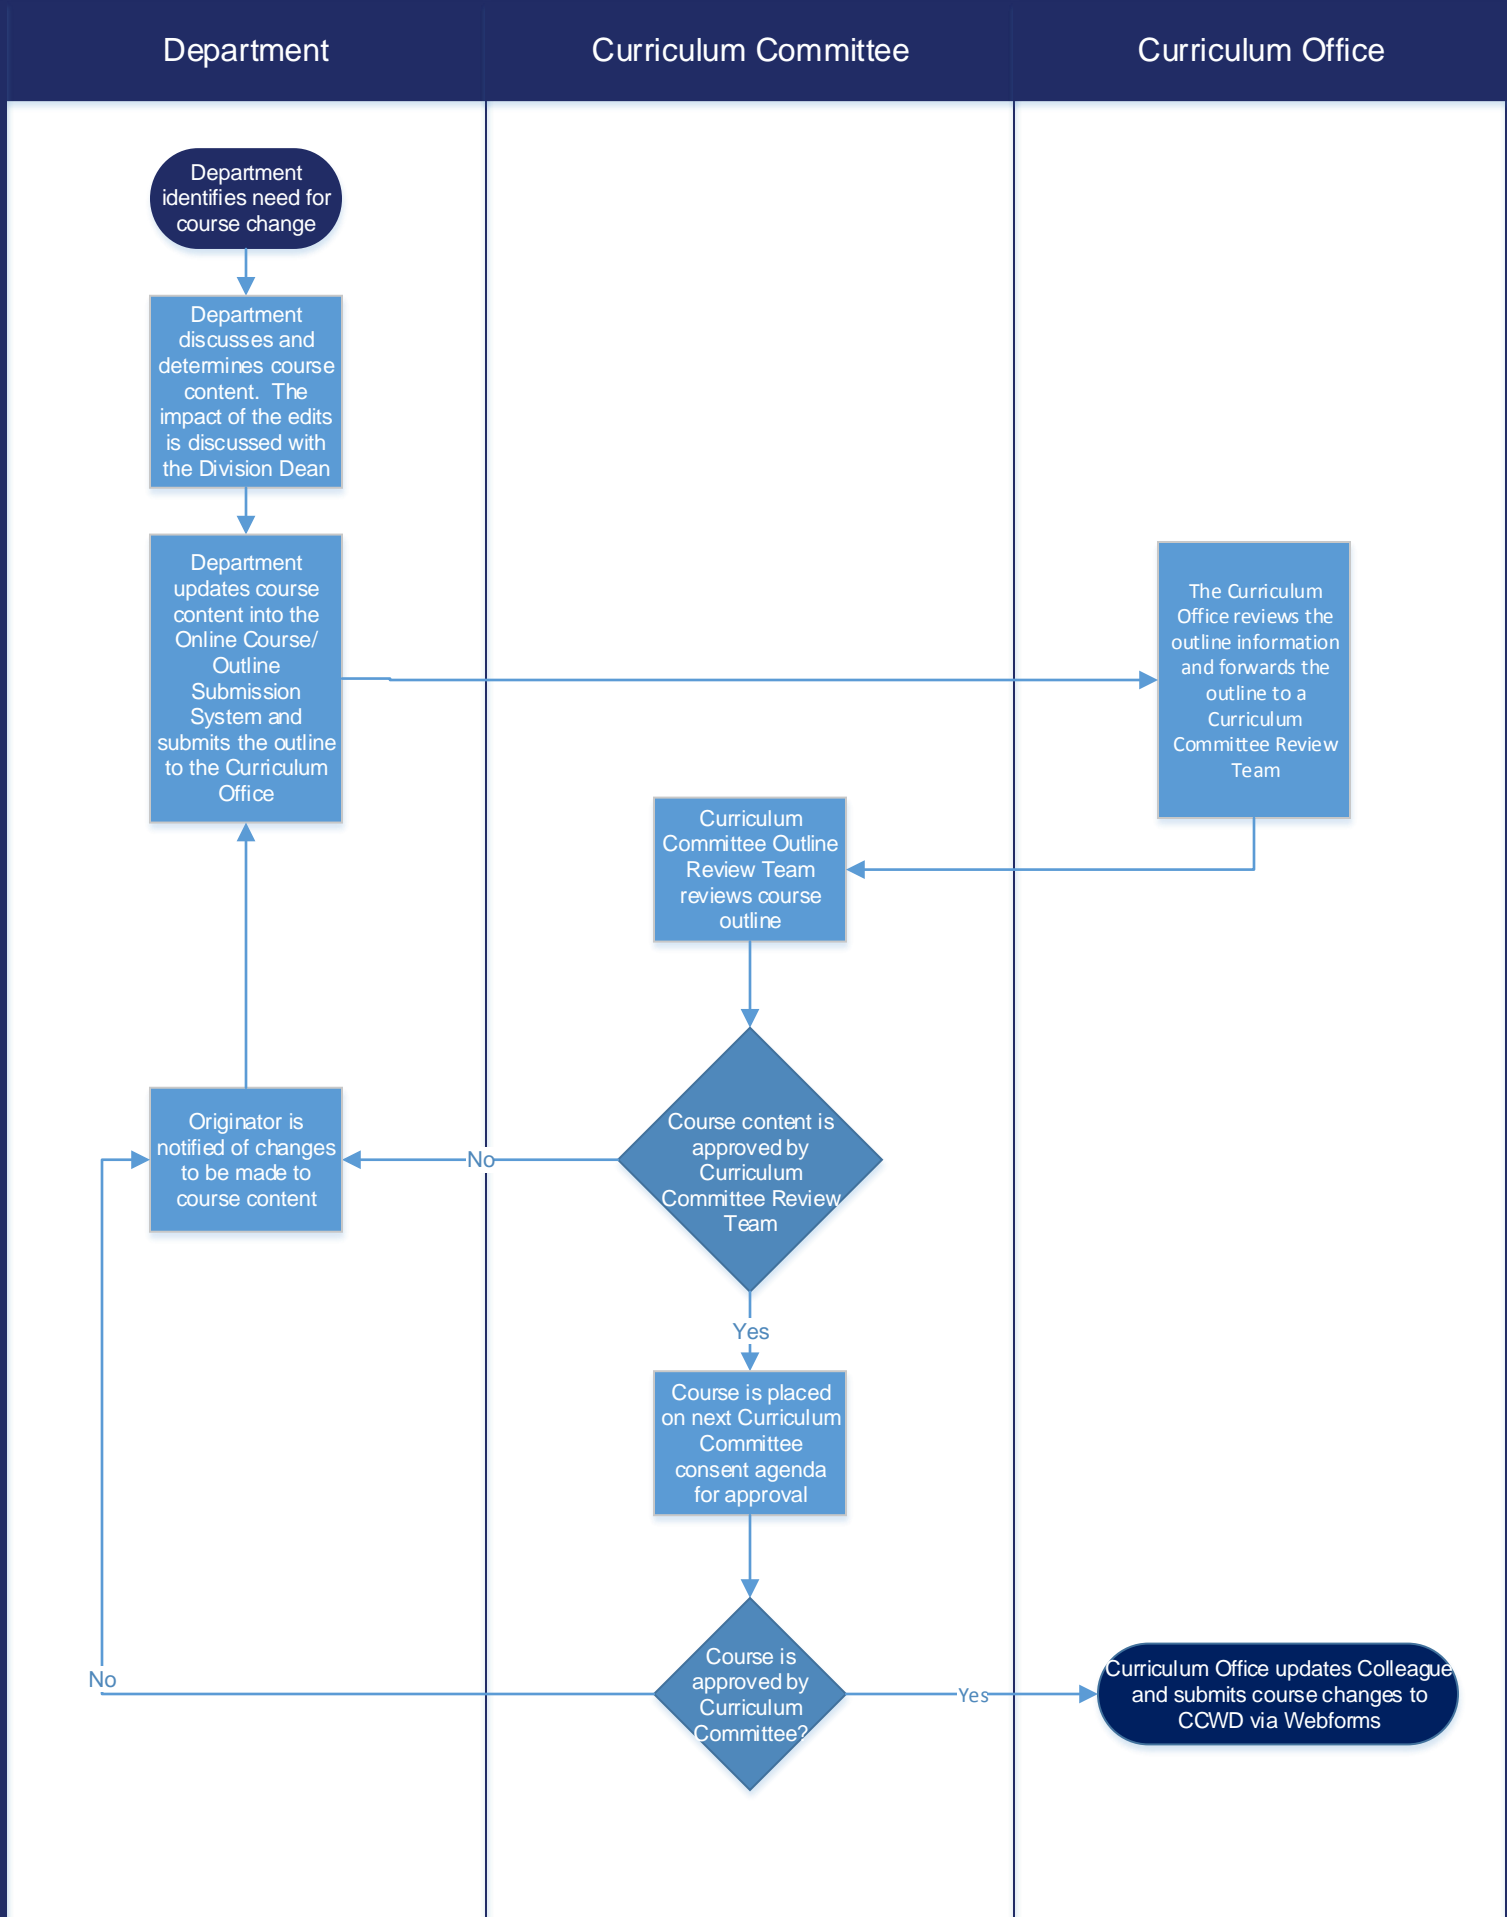 Department
Curriculum Committee
Curriculum Office
Department
identifies need for
course change
Department
discusses and
determines course
content.  The
impact of the edits
is discussed with
the Division Dean
Department
updates course
content into the
Online Course/
Outline
Submission
System and
submits the outline
to the Curriculum
Office
The Curriculum
Office reviews the
outline information
and forwards the
outline to a
Curriculum
Committee Review
Team
Curriculum
Committee Outline
Review Team
reviews course
outline
Course content is
approved by
Curriculum
Committee Review
Team
No
Originator is
notified of changes
to be made to
course content
Yes
Course is placed
on next Curriculum
Committee
consent agenda
for approval
Course is
approved by
Curriculum
Committee?
No
Yes
Curriculum Office updates Colleague
and submits course changes to
CCWD via Webforms